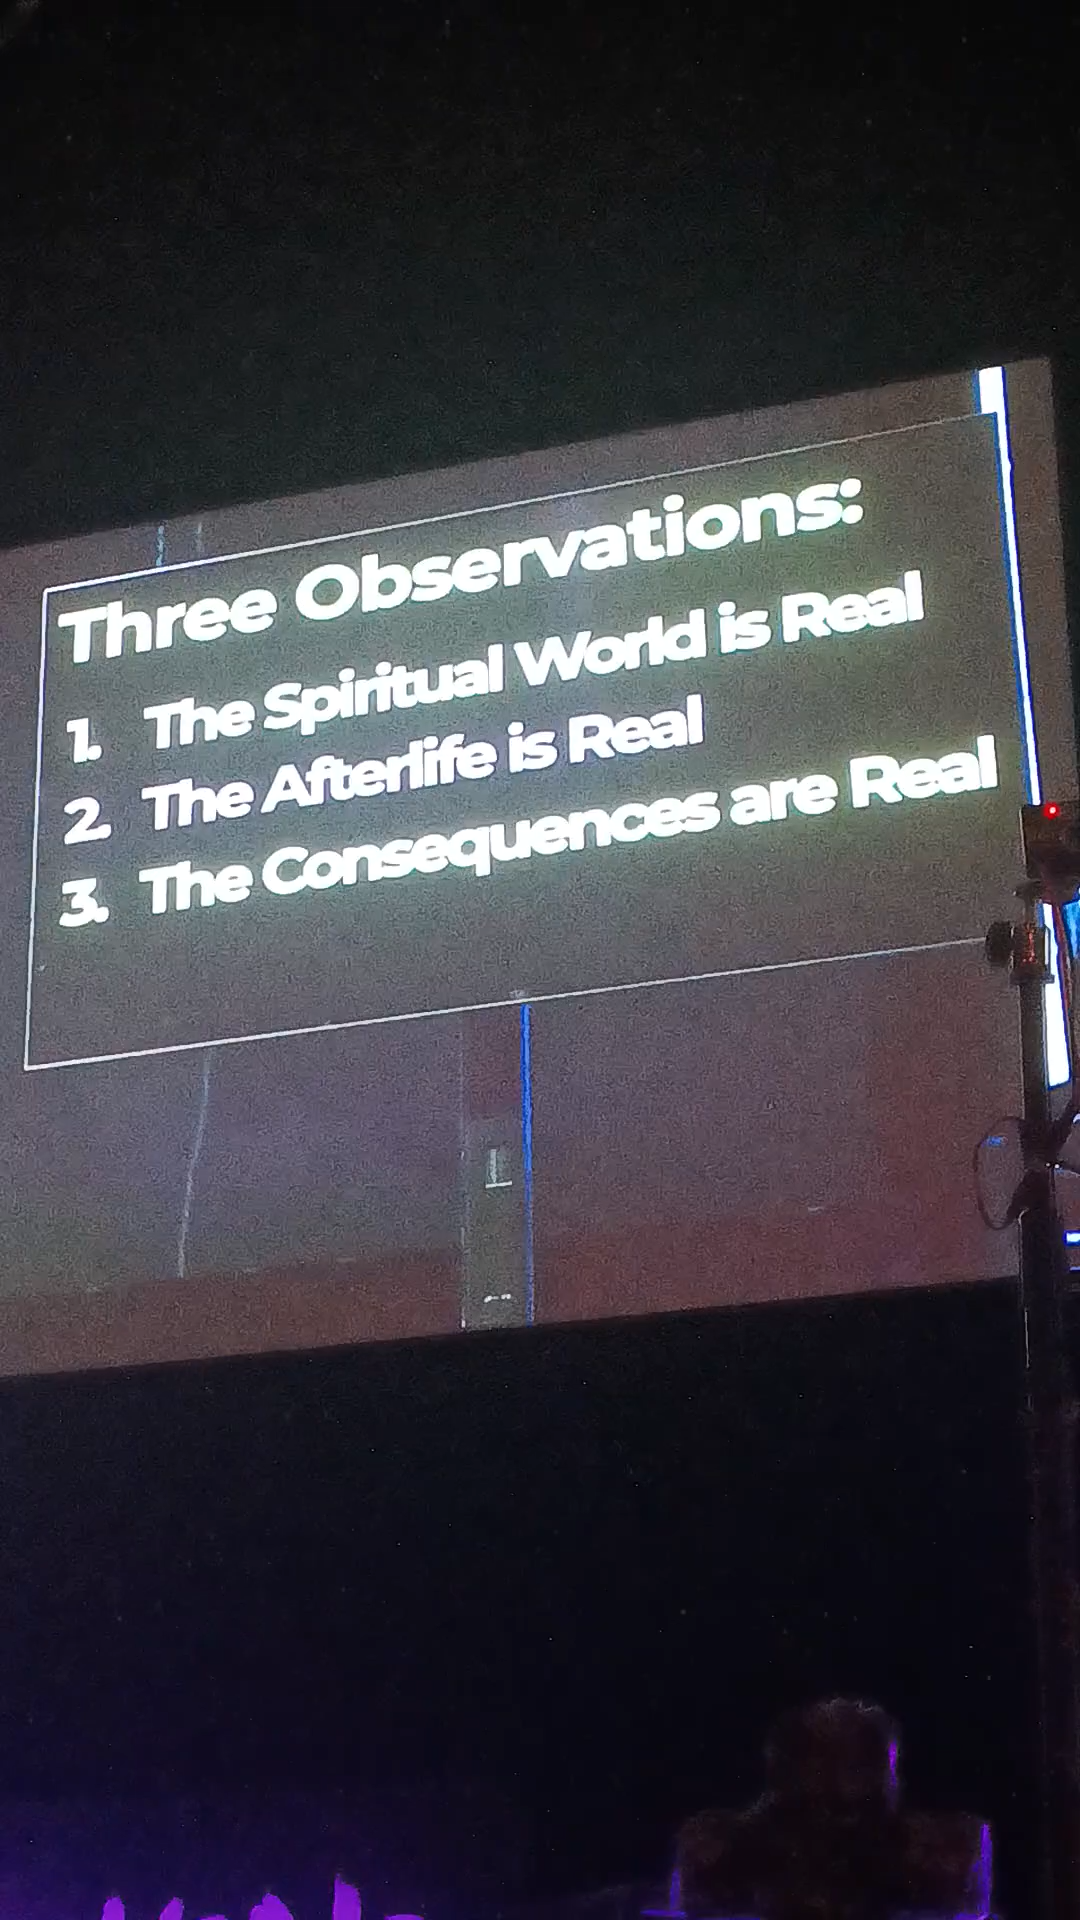 Three Observations:
1. The Spiritual World is Real
2. The Afterlife is Real
3. The Consequences are Real